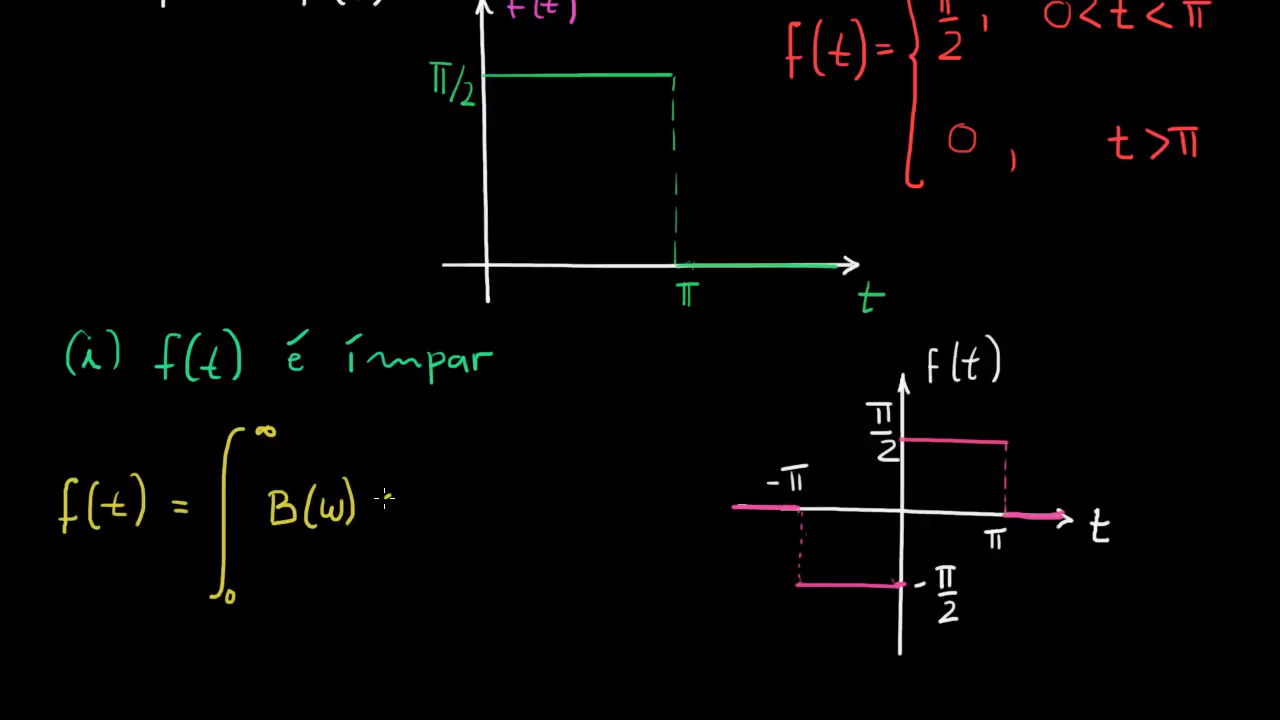 f(t)
π/2
π
t
f(t) = { π/2 , 0 < t < π
0 , t > π
(i) f(t) é ímpar
f(t) = ∫₀^∞ B(w)
f(t)
π/2
-π
π
t
-π/2